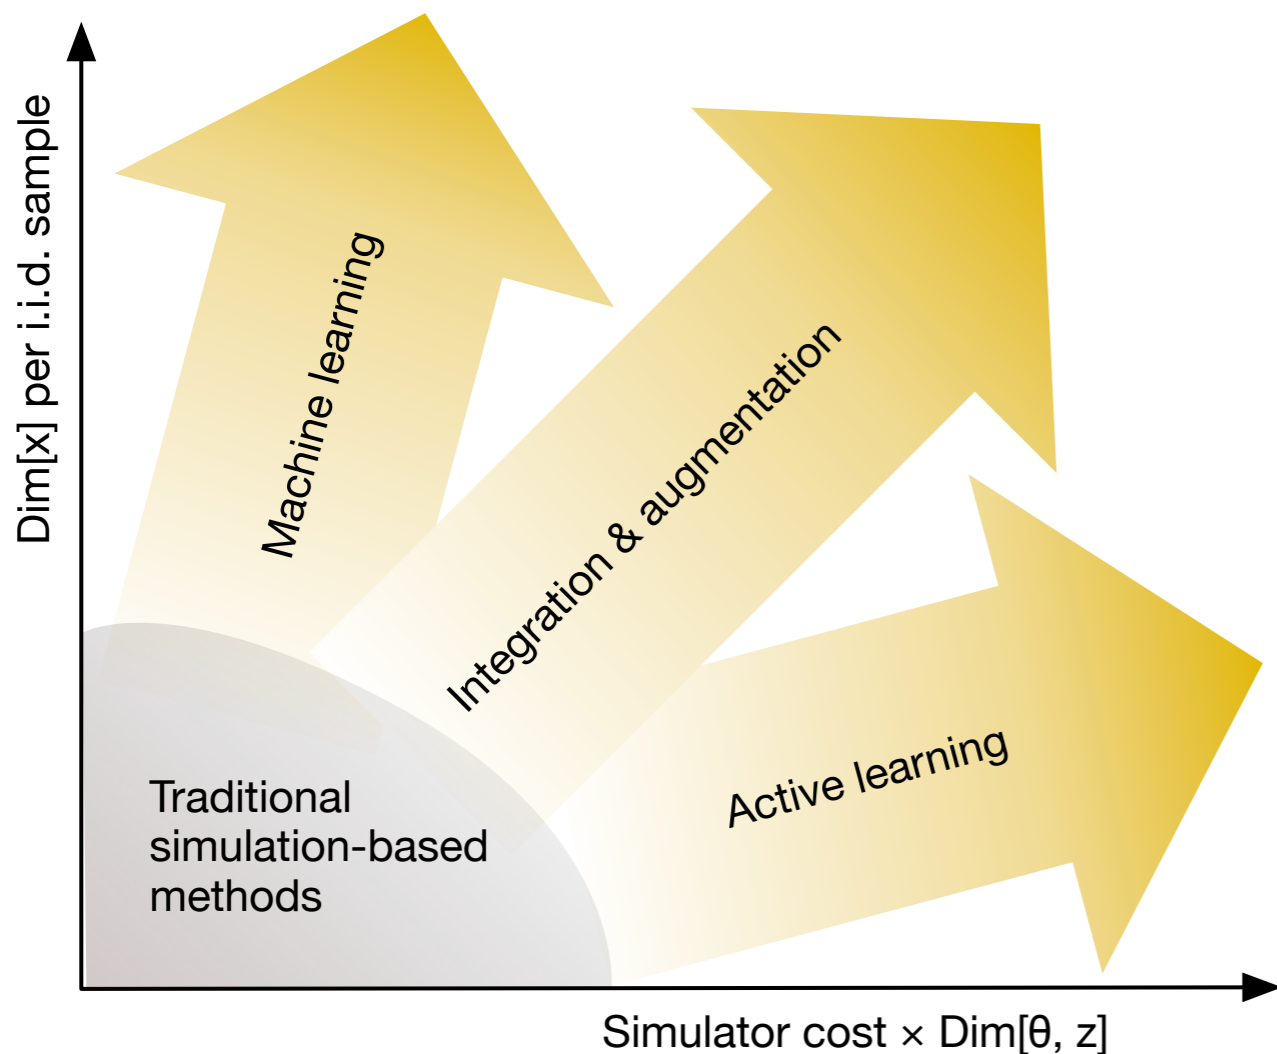 Dim[x] per i.i.d. sample
Machine learning
Integration & augmentation
Active learning
Traditional
simulation-based
methods
Simulator cost × Dim[θ, z]